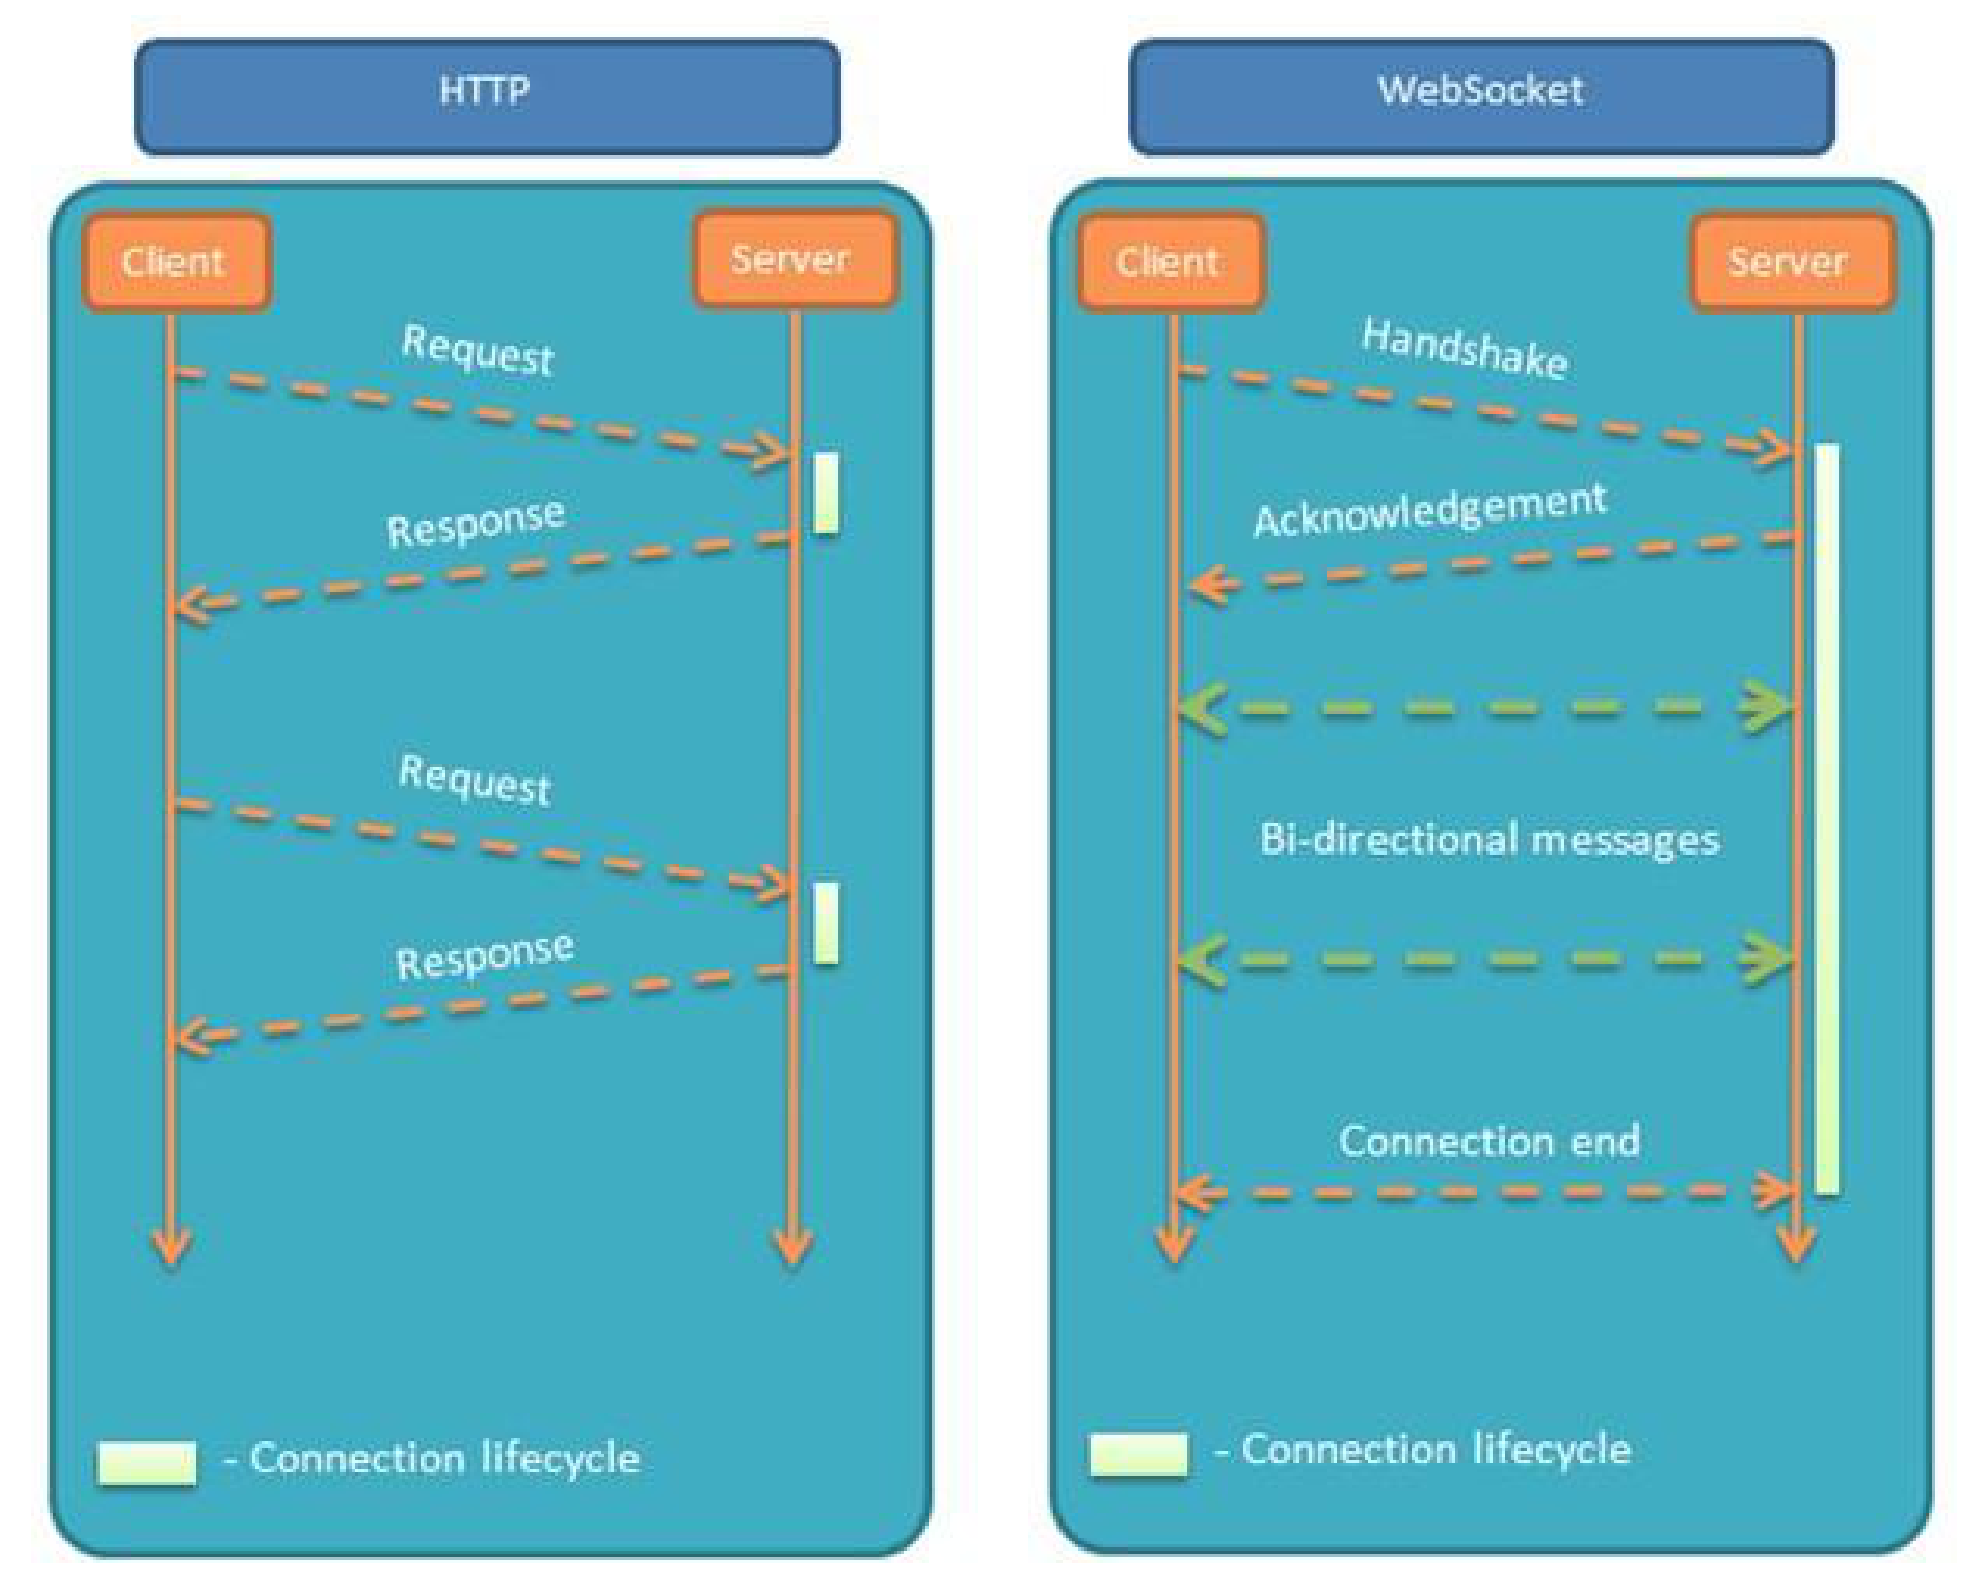 HTTP
Client
Server
Request
Response
Request
Response
- Connection lifecycle
WebSocket
Client
Server
Handshake
Acknowledgement
Bi-directional messages
Connection end
- Connection lifecycle